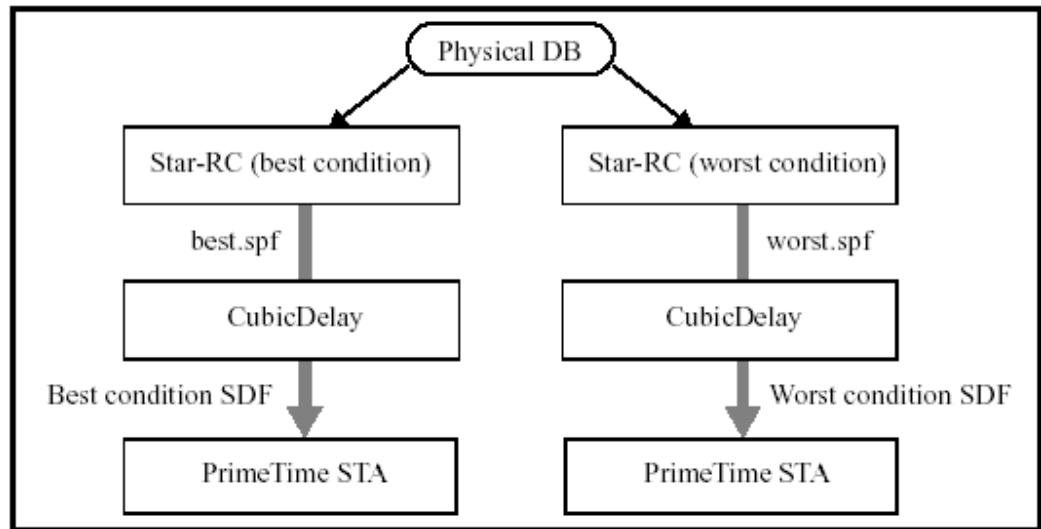 Physical DB
Star-RC (best condition)
Star-RC (worst condition)
best.spf
worst.spf
CubicDelay
CubicDelay
Best condition SDF
Worst condition SDF
PrimeTime STA
PrimeTime STA